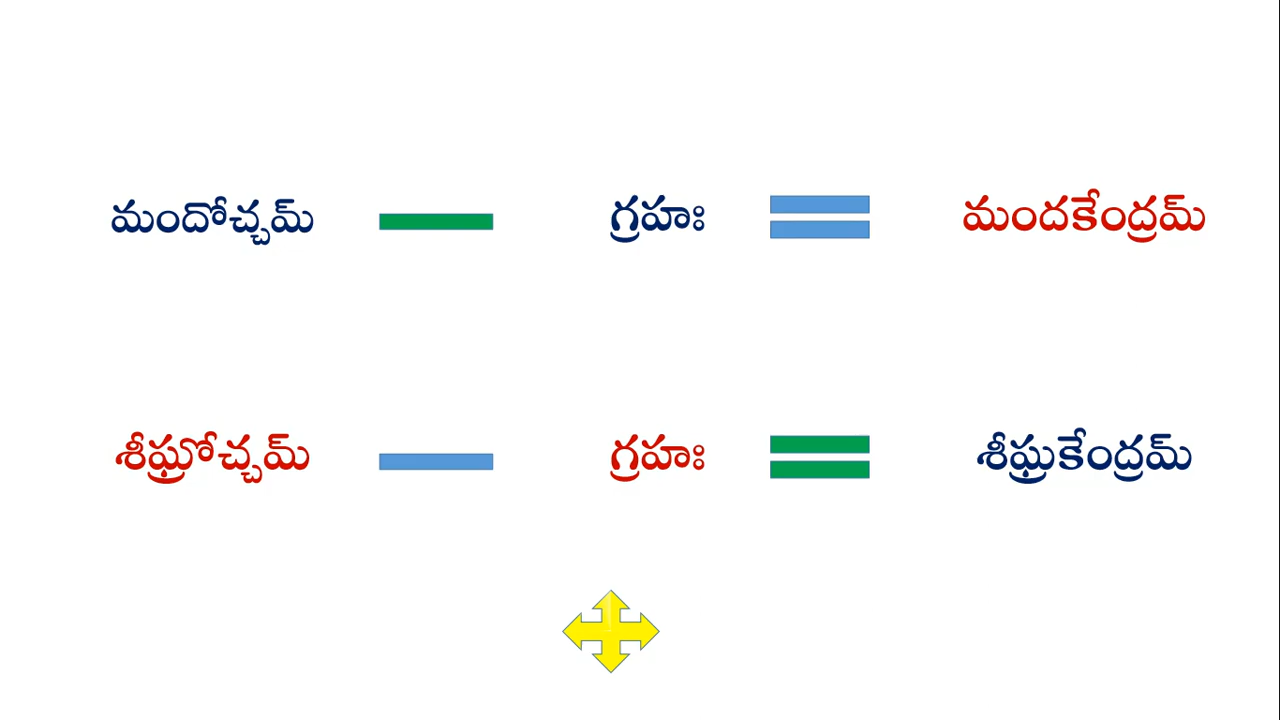 మందోచ్చమ్ గ్రహః మందకేంద్రమ్
శీఘ్రోచ్చమ్ గ్రహః శీఘ్రకేంద్రమ్